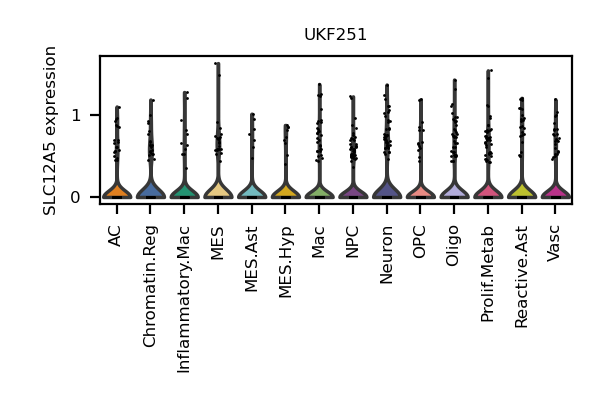 UKF251
SLC12A5 expression
1
0
AC
Chromatin.Reg
Inflammatory.Mac
MES
MES.Ast
MES.Hyp
Mac
NPC
Neuron
OPC
Oligo
Prolif.Metab
Reactive.Ast
Vasc